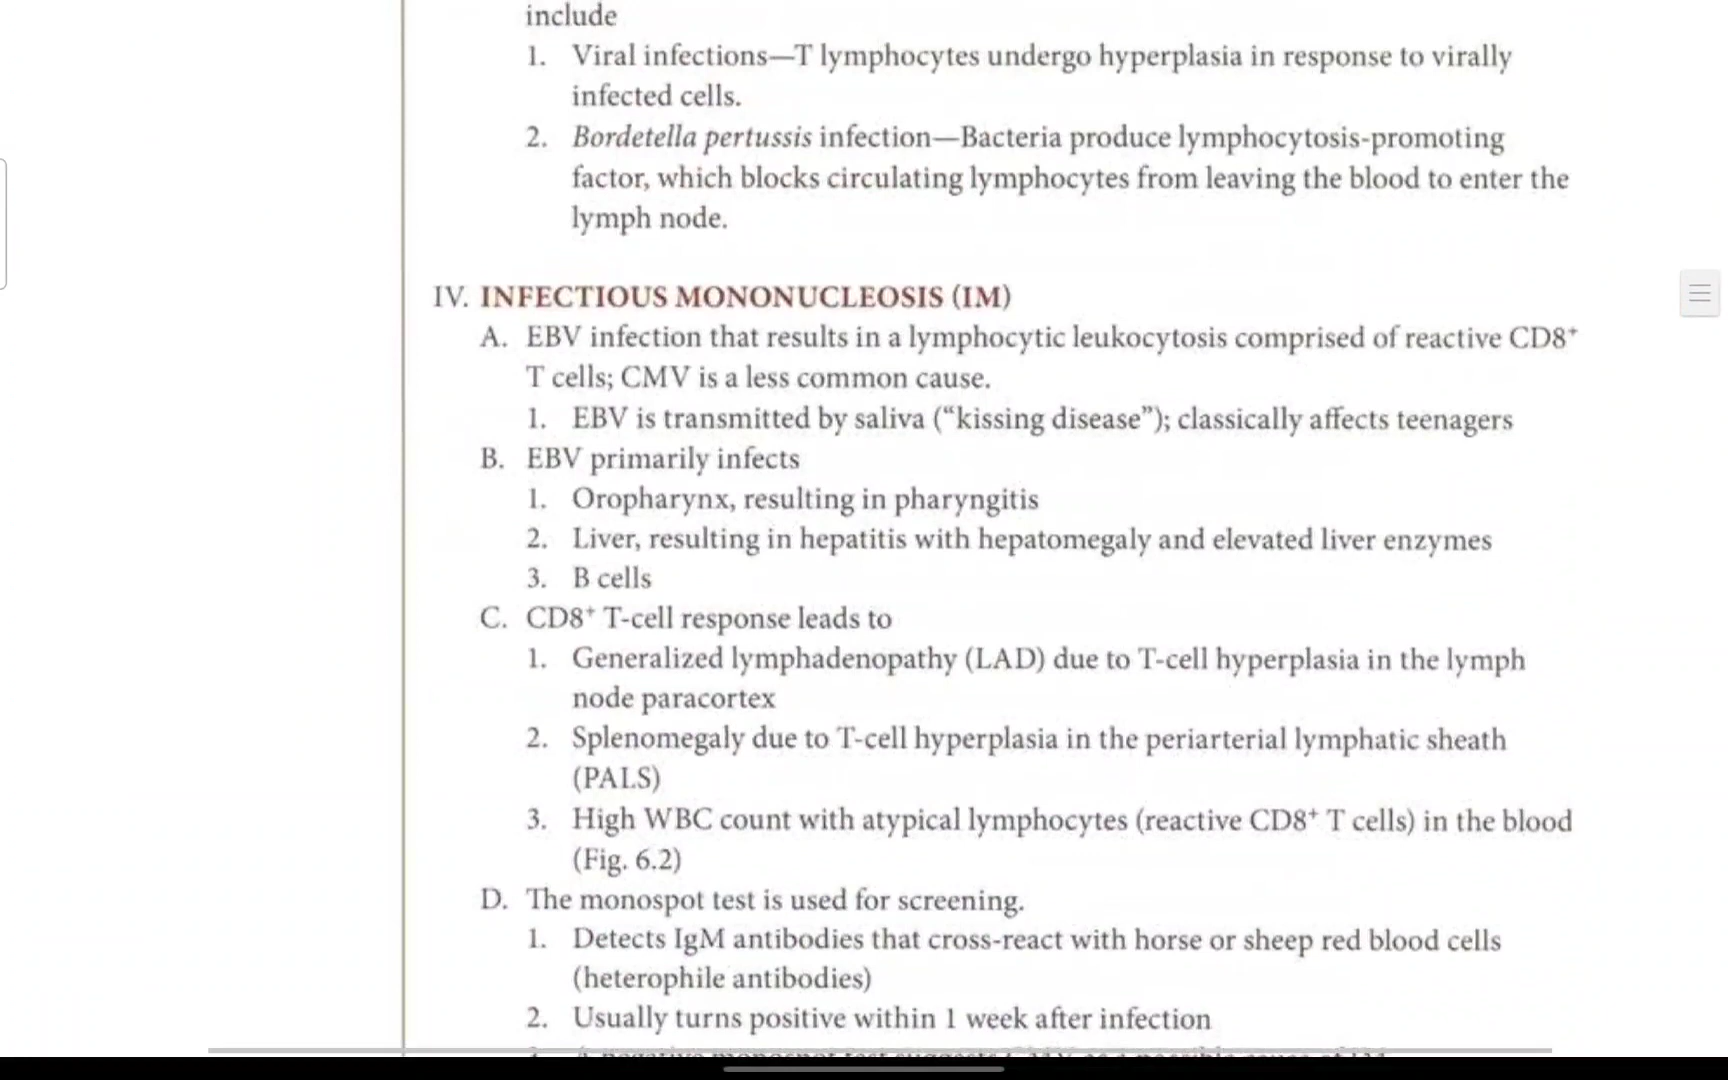 include
1. Viral infections—T lymphocytes undergo hyperplasia in response to virally
infected cells.
2. Bordetella pertussis infection—Bacteria produce lymphocytosis-promoting
factor, which blocks circulating lymphocytes from leaving the blood to enter the
lymph node.
IV. INFECTIOUS MONONUCLEOSIS (IM)
A. EBV infection that results in a lymphocytic leukocytosis comprised of reactive CD8⁺
T cells; CMV is a less common cause.
1. EBV is transmitted by saliva (“kissing disease”); classically affects teenagers
B. EBV primarily infects
1. Oropharynx, resulting in pharyngitis
2. Liver, resulting in hepatitis with hepatomegaly and elevated liver enzymes
3. B cells
C. CD8⁺ T-cell response leads to
1. Generalized lymphadenopathy (LAD) due to T-cell hyperplasia in the lymph
node paracortex
2. Splenomegaly due to T-cell hyperplasia in the periarterial lymphatic sheath
(PALS)
3. High WBC count with atypical lymphocytes (reactive CD8⁺ T cells) in the blood
(Fig. 6.2)
D. The monospot test is used for screening.
1. Detects IgM antibodies that cross-react with horse or sheep red blood cells
(heterophile antibodies)
2. Usually turns positive within 1 week after infection